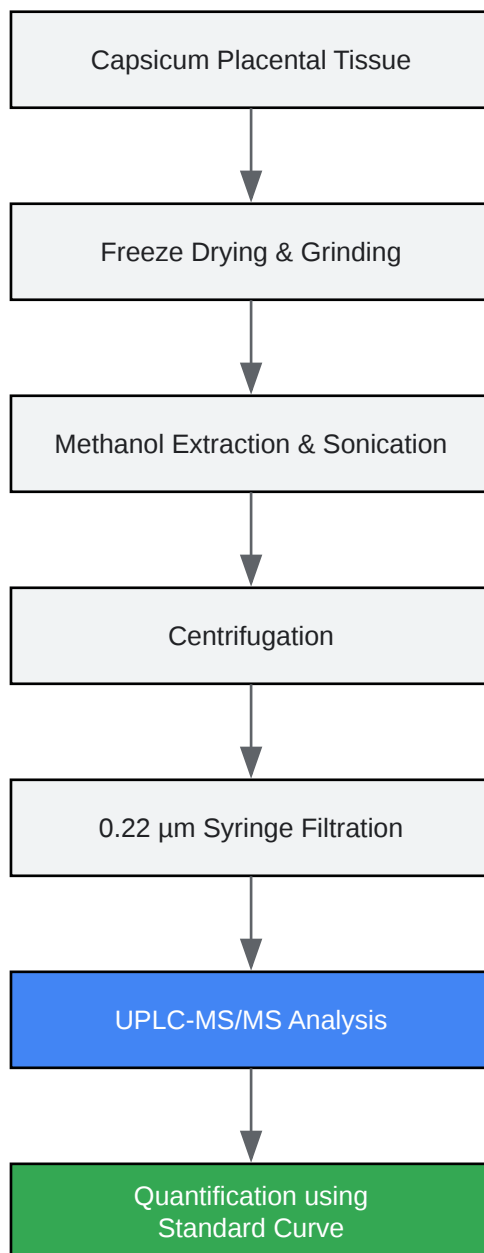 Capsicum Placental Tissue
Freeze Drying & Grinding
Methanol Extraction & Sonication
Centrifugation
0.22 µm Syringe Filtration
UPLC-MS/MS Analysis
Quantification using
Standard Curve